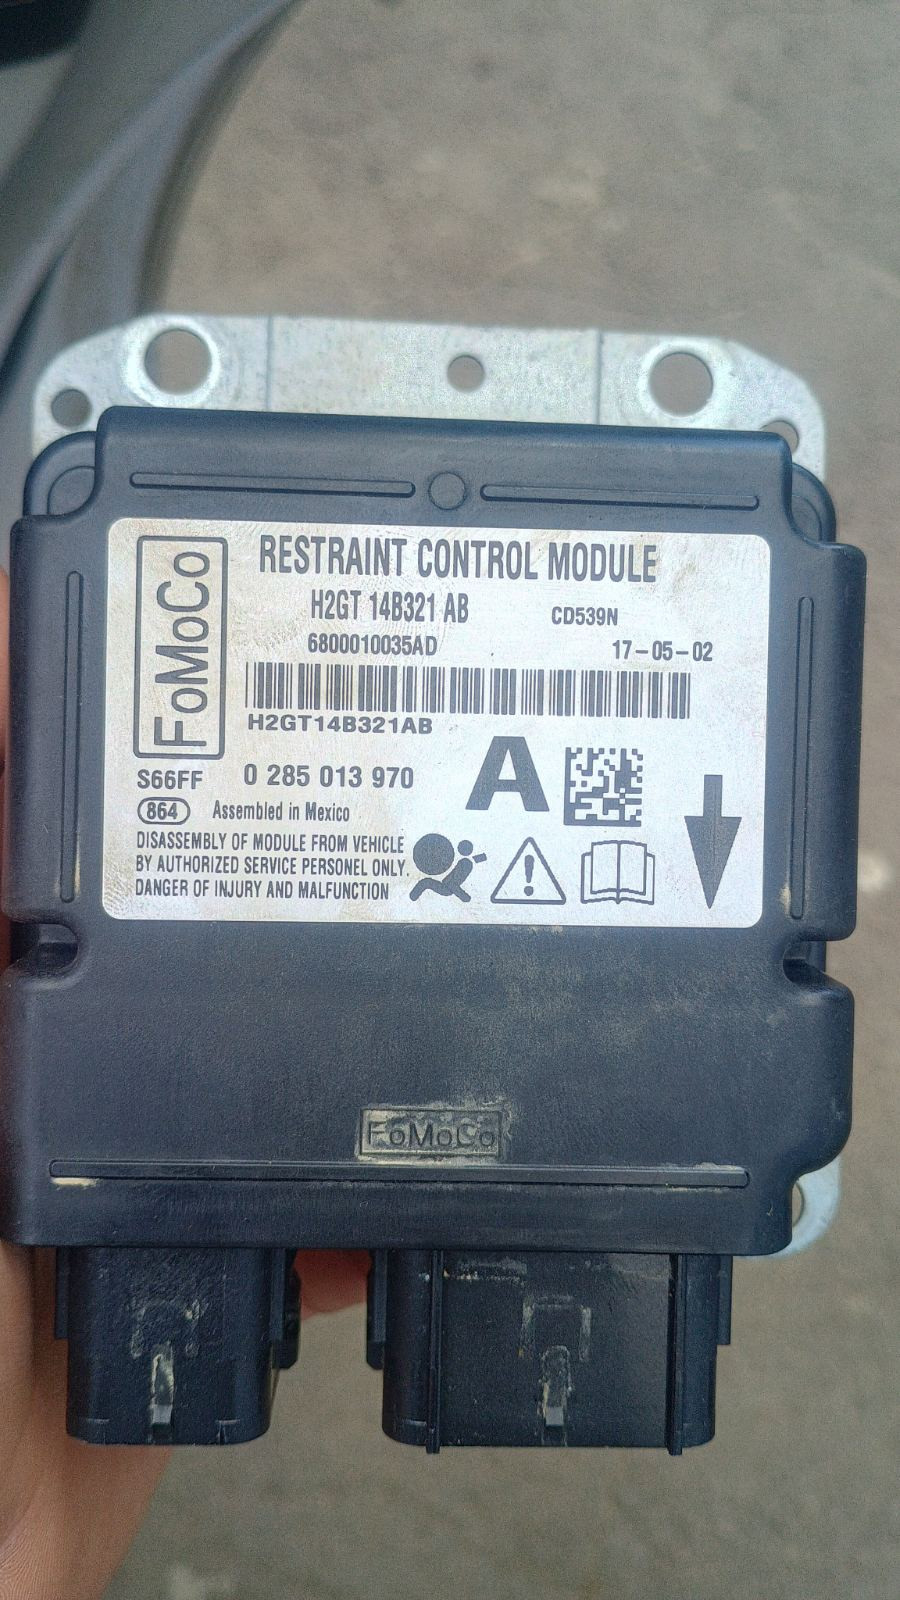 FoMoCo
RESTRAINT CONTROL MODULE
H2GT 14B321 AB
CD539N
6800010035AD
17-05-02
H2GT14B321AB
S66FF
0 285 013 970
A
864
Assembled in Mexico
DISASSEMBLY OF MODULE FROM VEHICLE
BY AUTHORIZED SERVICE PERSONEL ONLY.
DANGER OF INJURY AND MALFUNCTION
FoMoCo